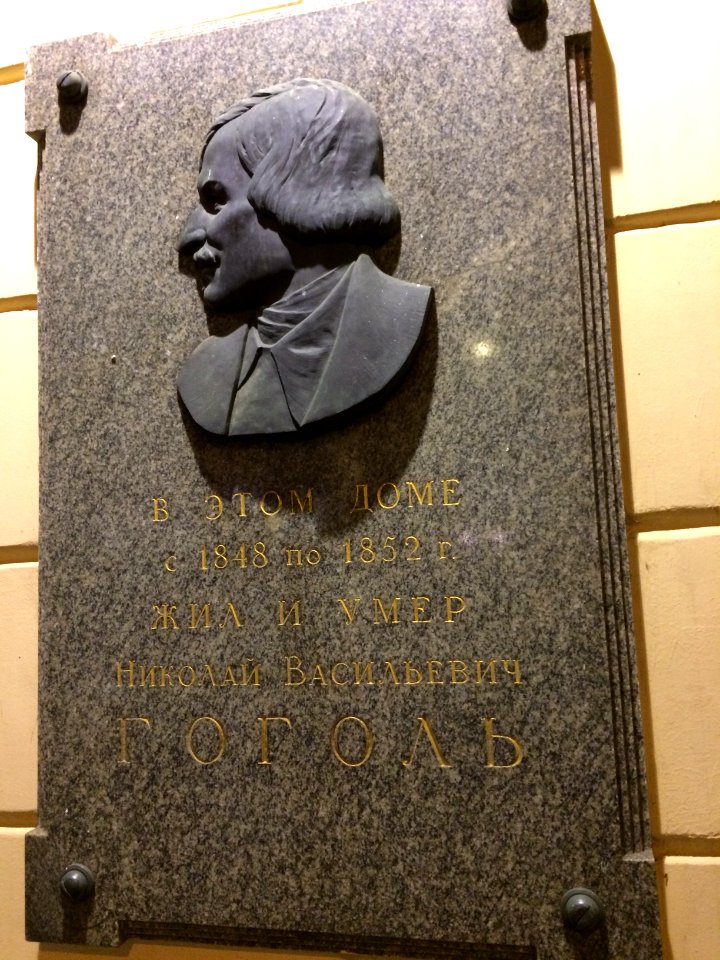 В ЭТОМ ДОМЕ
с 1848 по 1852 г.
ЖИЛ И УМЕР
НИКОЛАЙ ВАСИЛЬЕВИЧ
ГОГОЛЬ